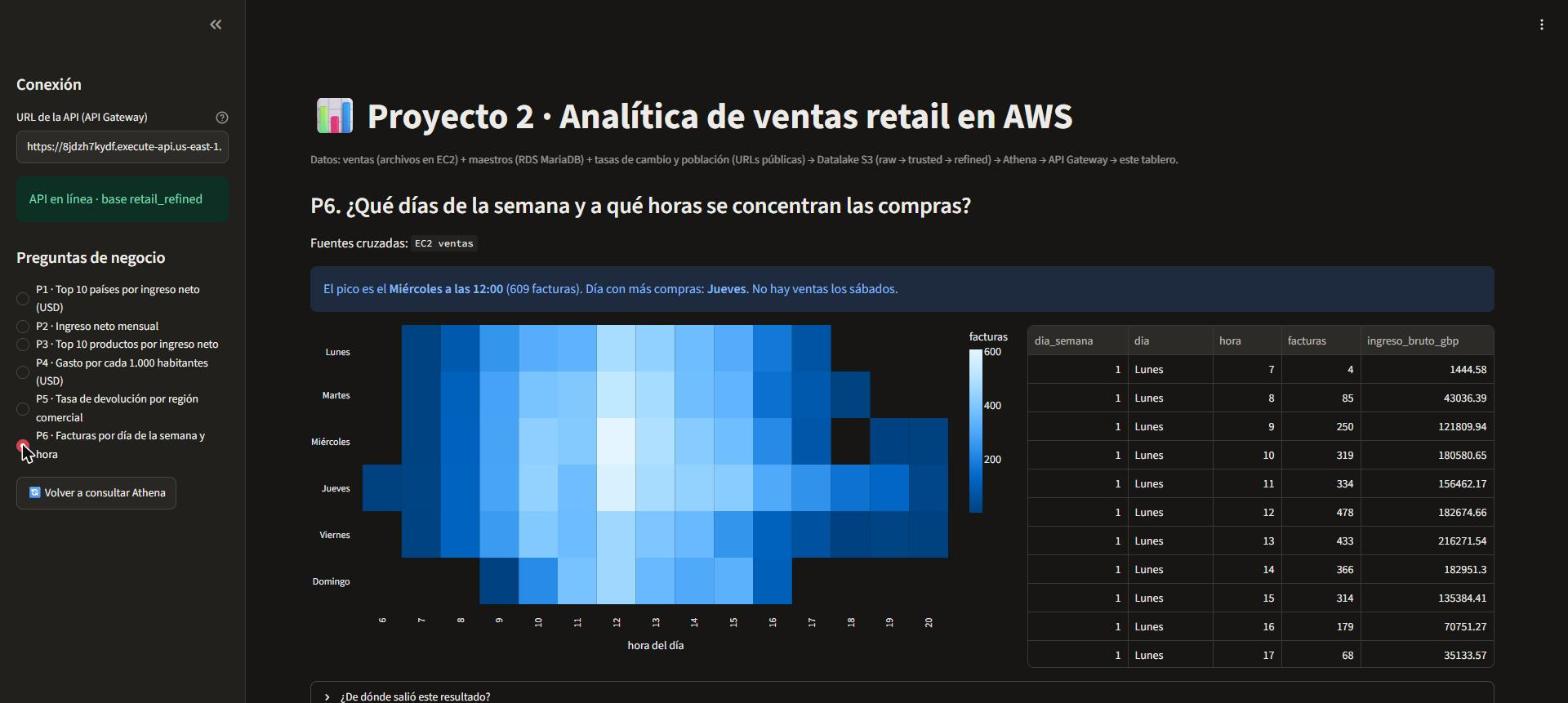 Conexión
URL de la API (API Gateway)
https://8jdzh7kydf.execute-api.us-east-1.
API en línea · base retail_refined
Preguntas de negocio
P1 · Top 10 países por ingreso neto
(USD)
P2 · Ingreso neto mensual
P3 · Top 10 productos por ingreso neto
P4 · Gasto por cada 1.000 habitantes
(USD)
P5 · Tasa de devolución por región
comercial
P6 · Facturas por día de la semana y
hora
Volver a consultar Athena
Proyecto 2 · Analítica de ventas retail en AWS
Datos: ventas (archivos en EC2) + maestros (RDS MariaDB) + tasas de cambio y población (URLs públicas) → Datalake S3 (raw → trusted → refined) → Athena → API Gateway → este tablero.
P6. ¿Qué días de la semana y a qué horas se concentran las compras?
Fuentes cruzadas: EC2 ventas
El pico es el Miércoles a las 12:00 (609 facturas). Día con más compras: Jueves. No hay ventas los sábados.
Lunes
Martes
Miércoles
Jueves
Viernes
Domingo
6 7 8 9 10 11 12 13 14 15 16 17 18 19 20
hora del día
facturas
600
400
200
dia_semana dia hora facturas ingreso_bruto_gbp
1 Lunes 7 4 1444.58
1 Lunes 8 85 43036.39
1 Lunes 9 250 121809.94
1 Lunes 10 319 180580.65
1 Lunes 11 334 156462.17
1 Lunes 12 478 182674.66
1 Lunes 13 433 216271.54
1 Lunes 14 366 182951.3
1 Lunes 15 314 135384.41
1 Lunes 16 179 70751.27
1 Lunes 17 68 35133.57
¿De dónde salió este resultado?